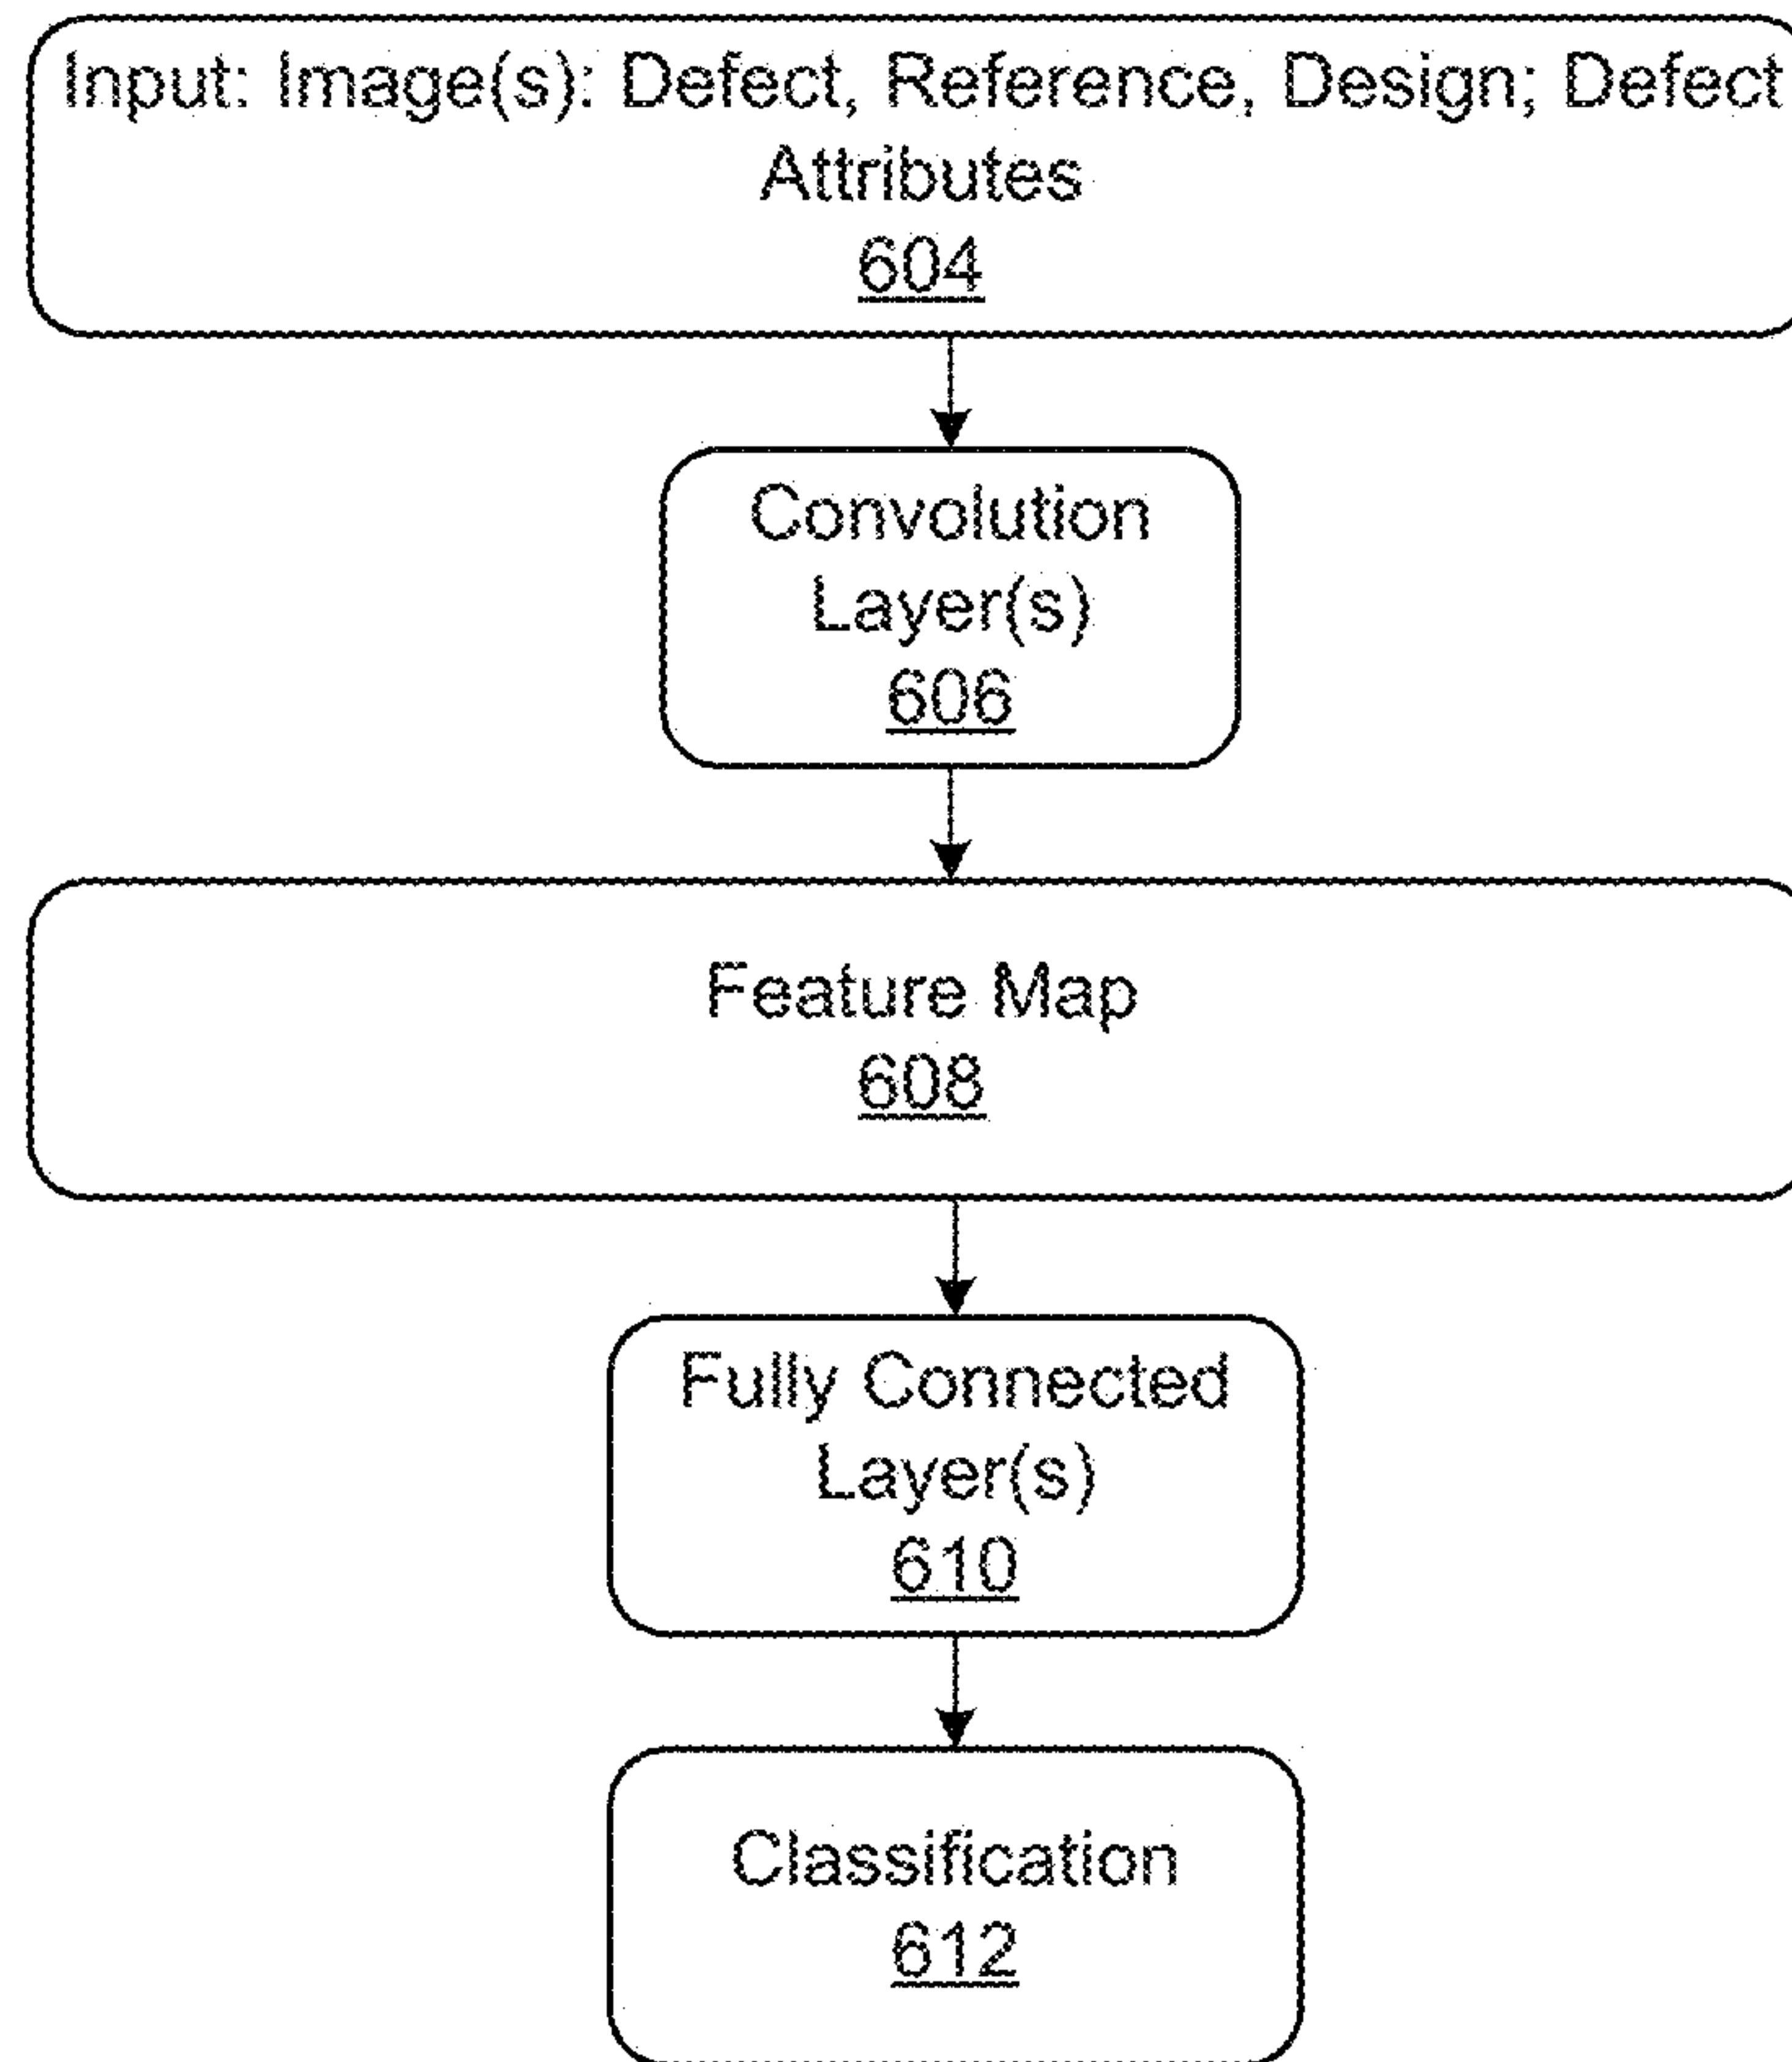 Input: Image(s): Defect, Reference, Design; Defect
Attributes
604
Convolution
Layer(s)
606
Feature Map
608
Fully Connected
Layer(s)
610
Classification
612